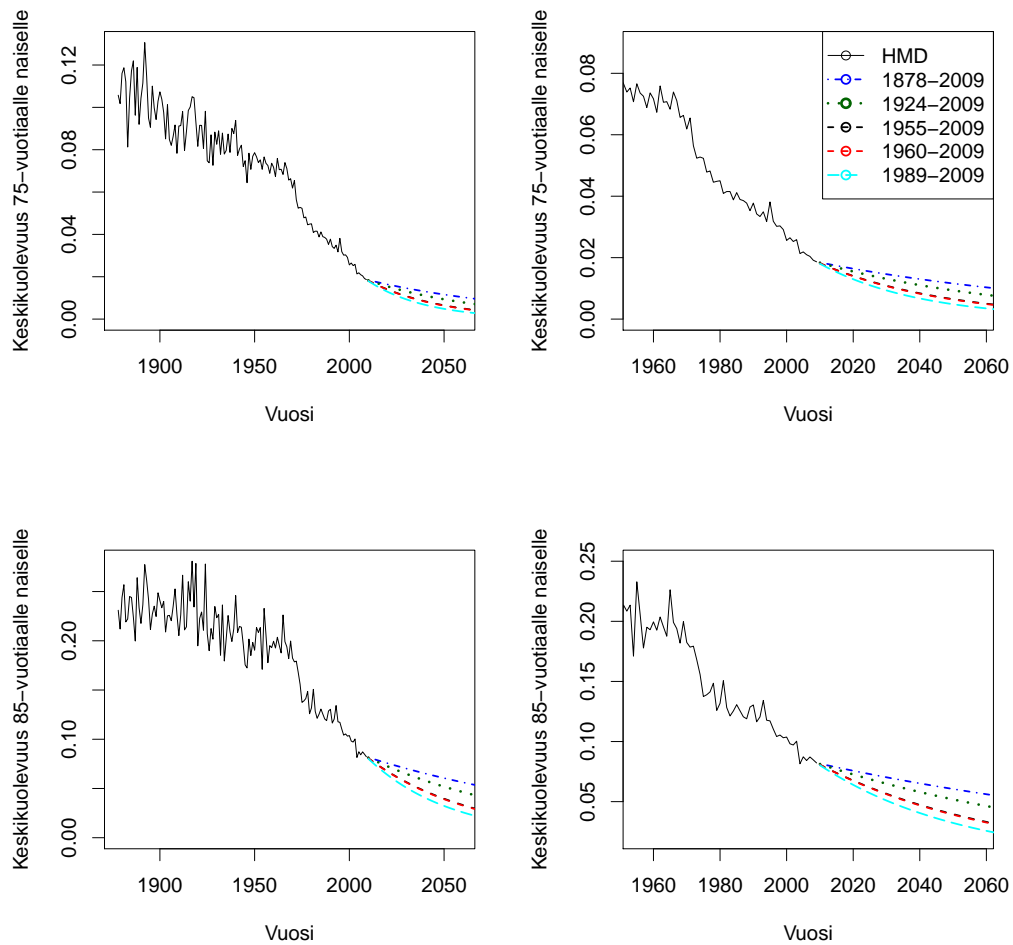 Keskikuolevuus 75−vuotiaalle naiselle
0.00 0.04 0.08 0.12
1900 1950 2000 2050
Vuosi
Keskikuolevuus 75−vuotiaalle naiselle
0.00 0.02 0.04 0.06 0.08
1960 1980 2000 2020 2040 2060
Vuosi
HMD
1878−2009
1924−2009
1955−2009
1960−2009
1989−2009
Keskikuolevuus 85−vuotiaalle naiselle
0.00 0.10 0.20
1900 1950 2000 2050
Vuosi
Keskikuolevuus 85−vuotiaalle naiselle
0.05 0.10 0.15 0.20 0.25
1960 1980 2000 2020 2040 2060
Vuosi